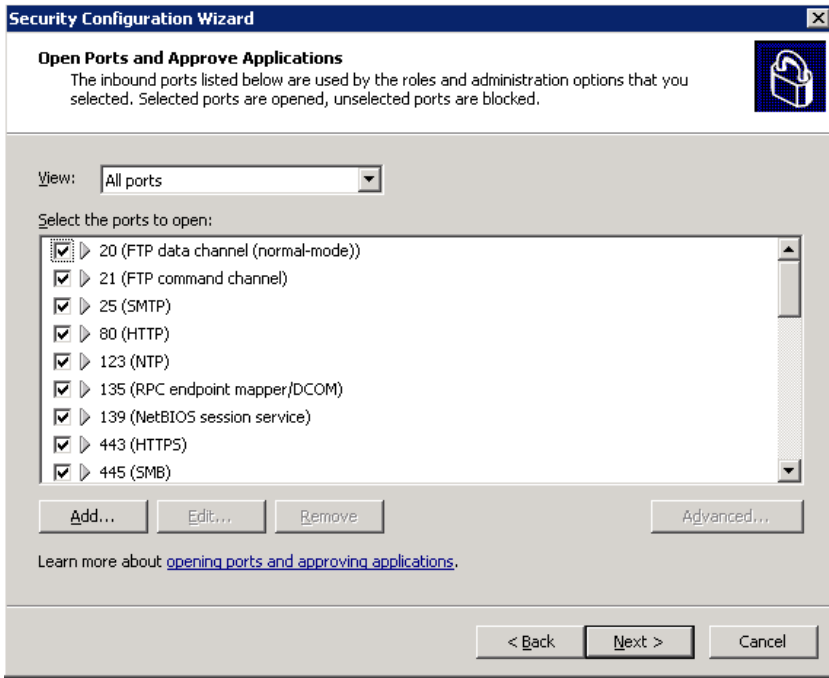 Security Configuration Wizard
Open Ports and Approve Applications
The inbound ports listed below are used by the roles and administration options that you
selected. Selected ports are opened, unselected ports are blocked.
View: All ports
Select the ports to open:
20 (FTP data channel (normal-mode))
21 (FTP command channel)
25 (SMTP)
80 (HTTP)
123 (NTP)
135 (RPC endpoint mapper/DCOM)
139 (NetBIOS session service)
443 (HTTPS)
445 (SMB)
Add... Edit... Remove Advanced...
Learn more about opening ports and approving applications.
< Back Next > Cancel